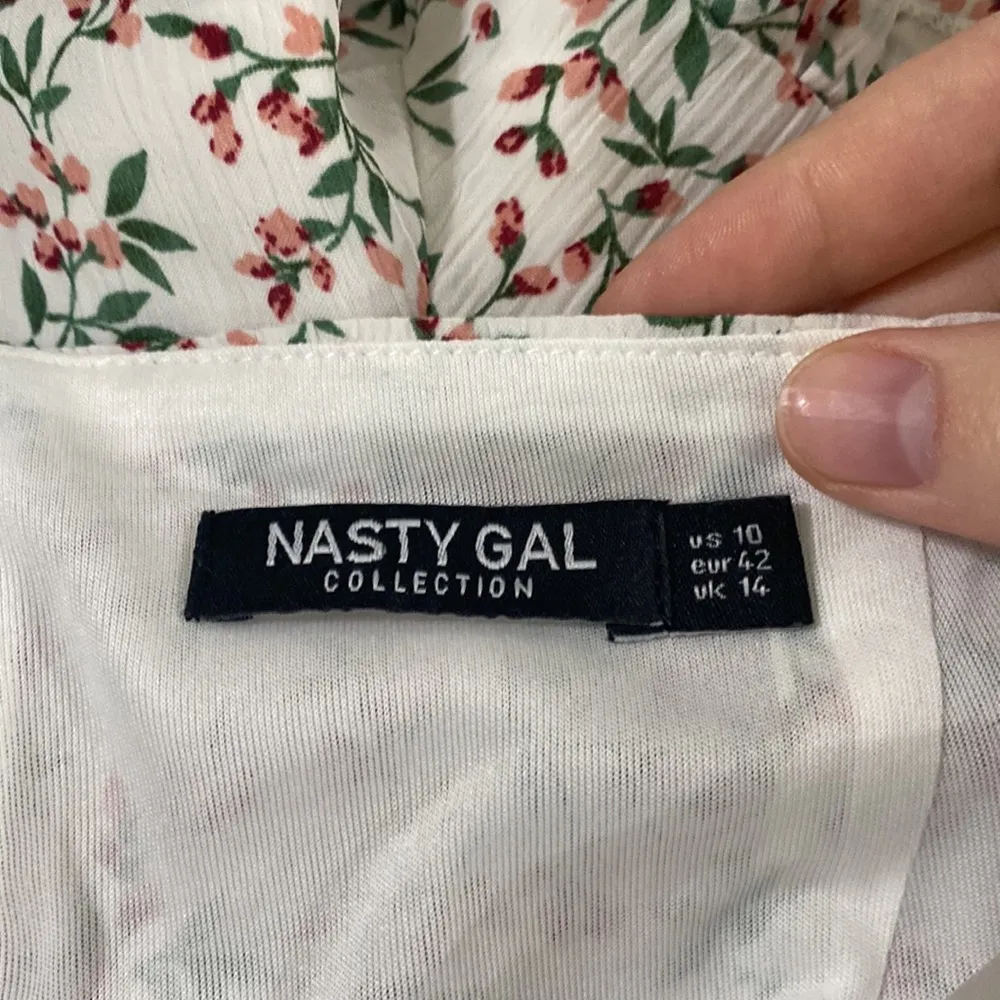 NASTY GAL
COLLECTION
us 10
eur 42
uk 14